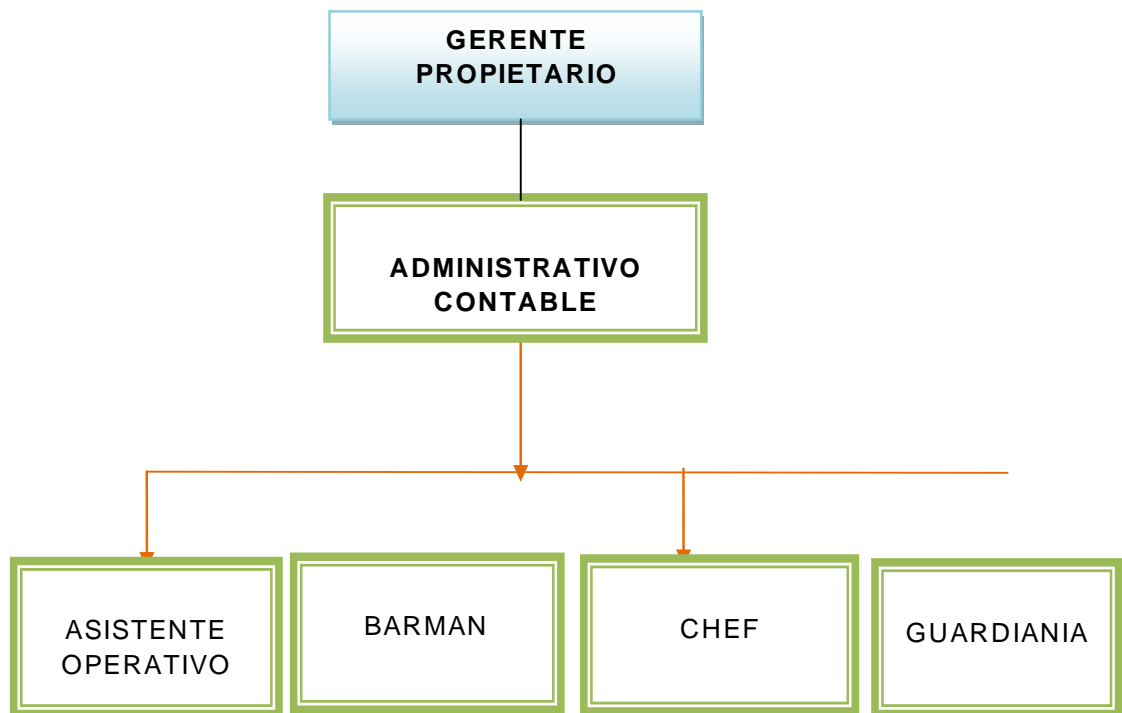 GERENTE
PROPIETARIO
ADMINISTRATIVO
CONTABLE
ASISTENTE
OPERATIVO
BARMAN
CHEF
GUARDIANIA